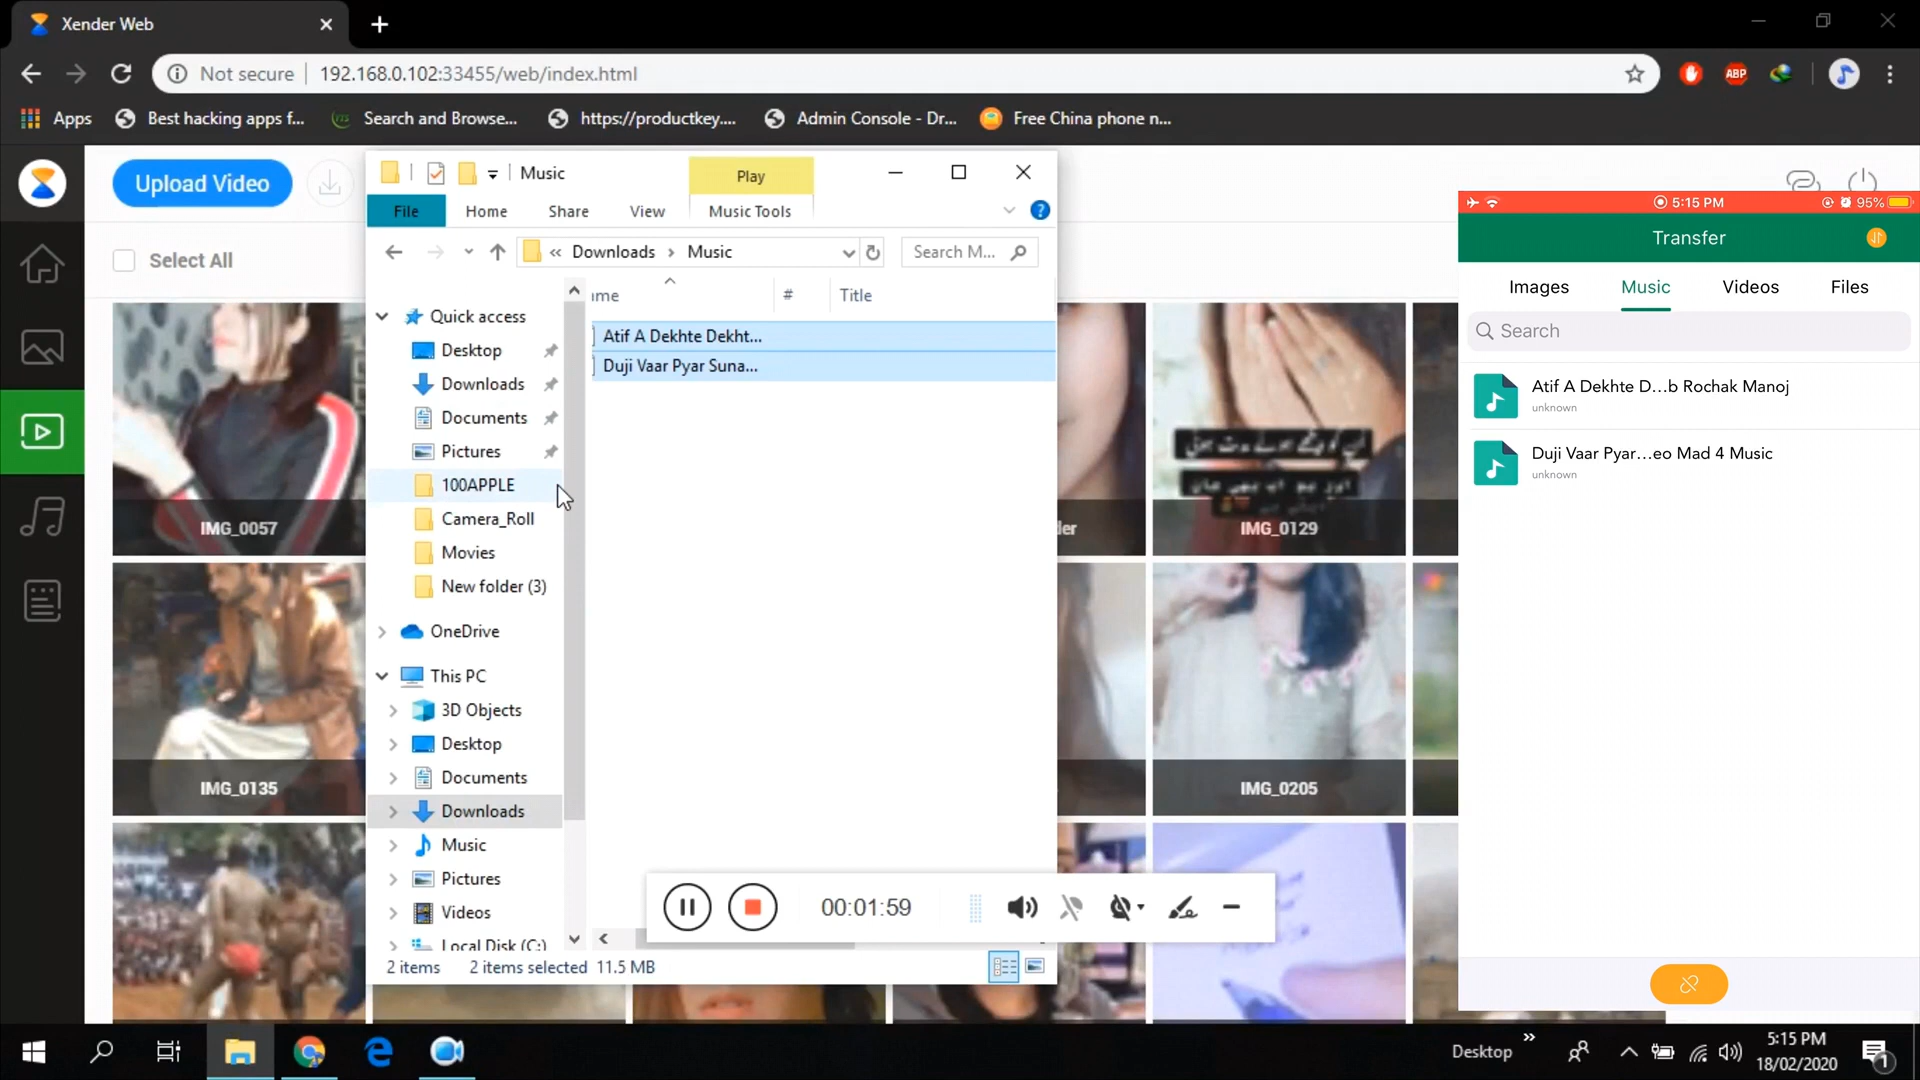 Xender Web
Not secure
192.168.0.102:33455/web/index.html
ABP
Apps
Best hacking apps f...
Search and Browse...
https://productkey....
Admin Console - Dr...
Free China phone n...
Upload Video
Select All
IMG_0057
IMG_0129
IMG_0135
IMG_0205
der
Music
Play
File
Home
Share
View
Music Tools
« Downloads › Music
Search M...
me
#
Title
Atif A Dekhte Dekht...
Duji Vaar Pyar Suna...
Quick access
Desktop
Downloads
Documents
Pictures
100APPLE
Camera_Roll
Movies
New folder (3)
OneDrive
This PC
3D Objects
Desktop
Documents
Downloads
Music
Pictures
Videos
Local Disk (C:)
2 items
2 items selected
11.5 MB
00:01:59
5:15 PM
95%
Transfer
Images
Music
Videos
Files
Search
Atif A Dekhte D...b Rochak Manoj
unknown
Duji Vaar Pyar...eo Mad 4 Music
unknown
Desktop
5:15 PM
18/02/2020
1